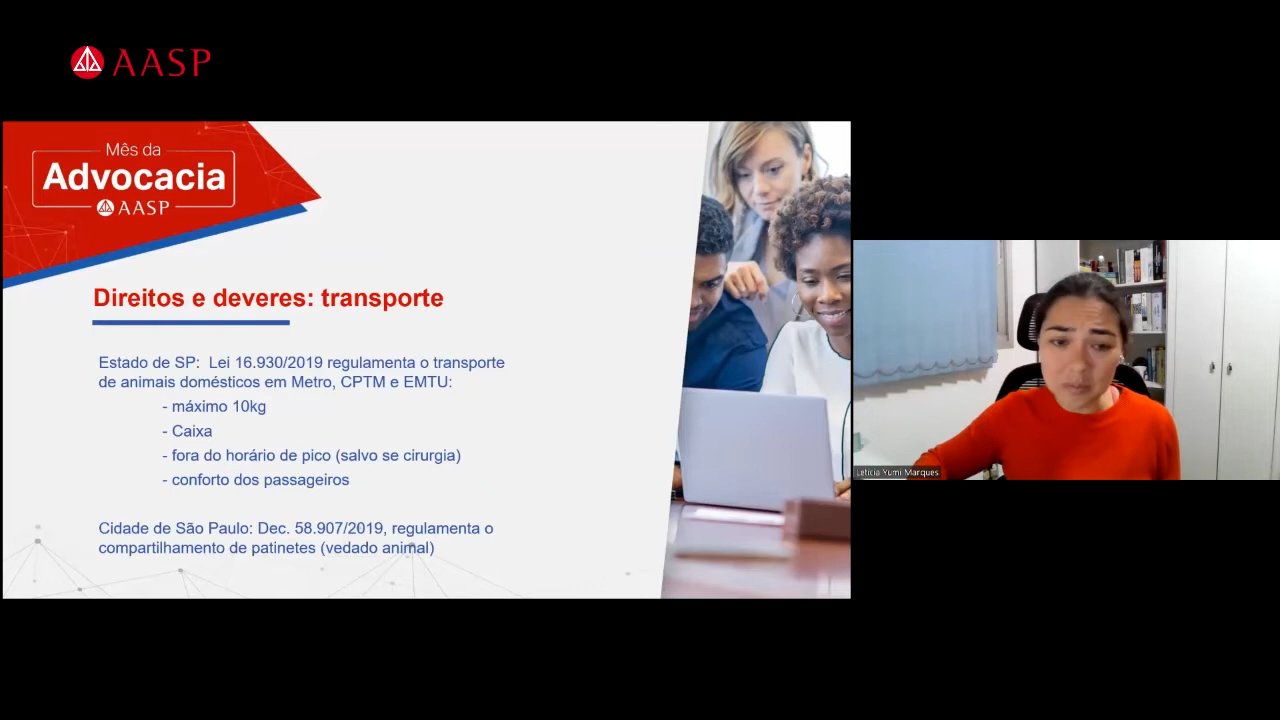 AASP
Mês da
Advocacia
AASP
Direitos e deveres: transporte
Estado de SP: Lei 16.930/2019 regulamenta o transporte
de animais domésticos em Metro, CPTM e EMTU:
- máximo 10kg
- Caixa
- fora do horário de pico (salvo se cirurgia)
- conforto dos passageiros
Cidade de São Paulo: Dec. 58.907/2019, regulamenta o
compartilhamento de patinetes (vedado animal)
Leticia Yumi Marques